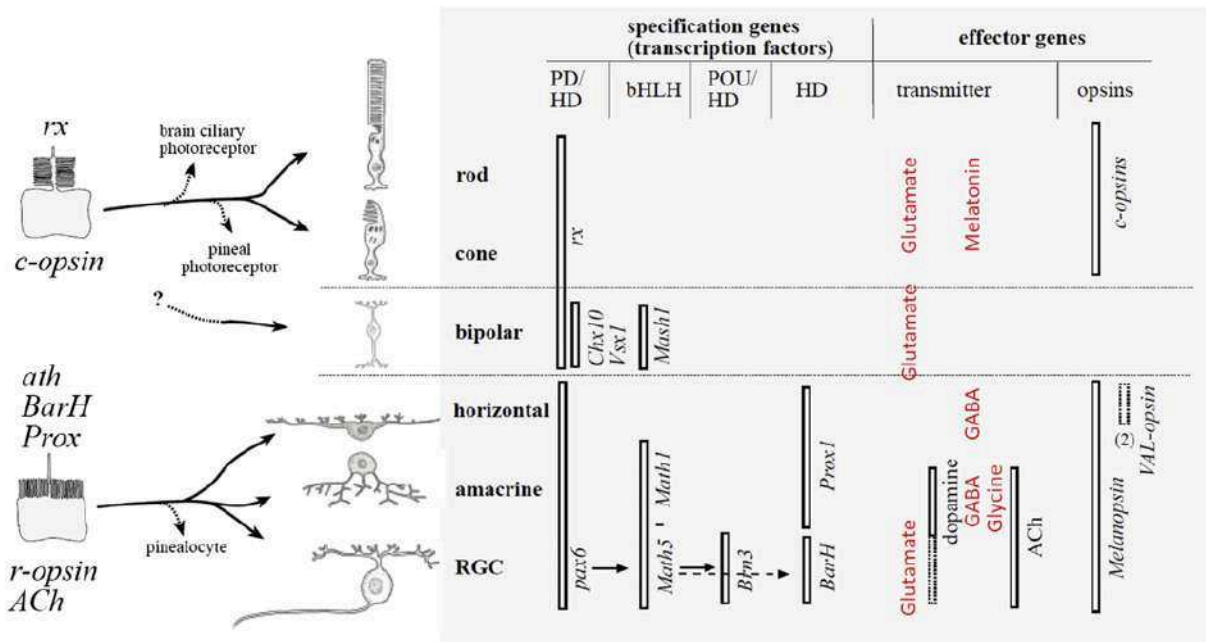 specification genes
(transcription factors)
effector genes
PD/
HD
bHLH
POU/
HD
HD
transmitter
opsins
rx
c-opsin
brain ciliary
photoreceptor
pineal
photoreceptor
rod
cone
rx
Glutamate
Melatonin
c-opsins
?
bipolar
Chx10
Vsx1
Mash1
Glutamate
ath
BarH
Prox
r-opsin
ACh
pinealocyte
horizontal
amacrine
RGC
pax6
Math5
Math1
Brn3
Prox1
BarH
GABA
Glutamate
dopamine
GABA
Glycine
ACh
Melanopsin
(2)
VAL-opsin